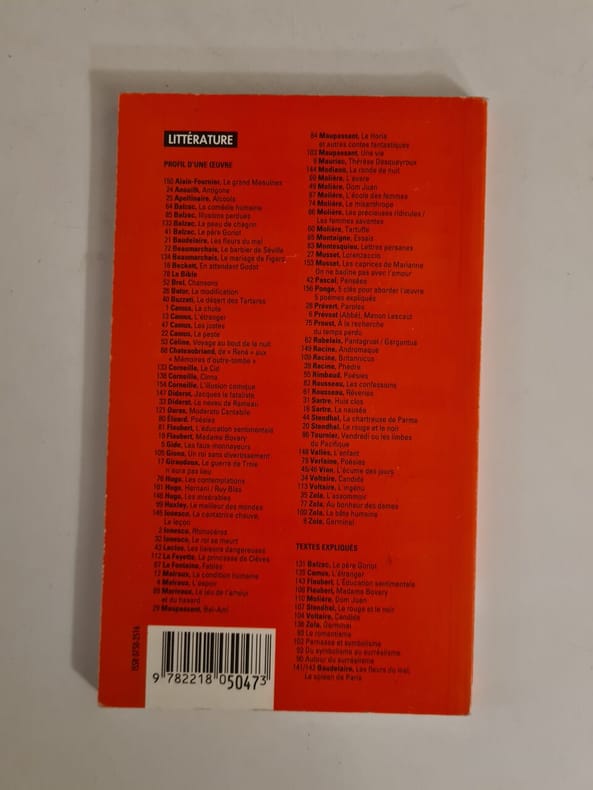 LITTÉRATURE
PROFIL D'UNE ŒUVRE
150 Alain-Fournier, Le grand Meaulnes
24 Anouilh, Antigone
25 Apollinaire, Alcools
64 Balzac, La comédie humaine
85 Balzac, Illusions perdues
132 Balzac, La peau de chagrin
41 Balzac, Le père Goriot
21 Baudelaire, Les fleurs du mal
72 Beaumarchais, Le barbier de Séville
134 Beaumarchais, Le mariage de Figaro
16 Beckett, En attendant Godot
78 La Bible
52 Brel, Chansons
26 Butor, La modification
40 Buzzati, Le désert des Tartares
1 Camus, La chute
13 Camus, L'étranger
47 Camus, Les justes
22 Camus, La peste
53 Céline, Voyage au bout de la nuit
88 Chateaubriand, de « René » aux
« Mémoires d'outre-tombe »
133 Corneille, Le Cid
138 Corneille, Cinna
154 Corneille, L'illusion comique
147 Diderot, Jacques le fataliste
33 Diderot, Le neveu de Rameau
121 Duras, Moderato Cantabile
80 Éluard, Poésies
81 Flaubert, L'éducation sentimentale
19 Flaubert, Madame Bovary
5 Gide, Les faux-monnayeurs
105 Giono, Un roi sans divertissement
17 Giraudoux, La guerre de Troie
n'aura pas lieu
76 Hugo, Les contemplations
101 Hugo, Hernani / Ruy Blas
146 Hugo, Les misérables
99 Huxley, Le meilleur des mondes
145 Ionesco, La cantatrice chauve,
La leçon
2 Ionesco, Rhinocéros
32 Ionesco, Le roi se meurt
43 Laclos, Les liaisons dangereuses
112 La Fayette, La princesse de Clèves
67 La Fontaine, Fables
12 Malraux, La condition humaine
4 Malraux, L'espoir
89 Marivaux, Le jeu de l'amour
et du hasard
29 Maupassant, Bel-Ami
84 Maupassant, Le Horla
et autres contes fantastiques
103 Maupassant, Une vie
9 Mauriac, Thérèse Desqueyroux
144 Modiano, La ronde de nuit
69 Molière, L'avare
49 Molière, Dom Juan
87 Molière, L'école des femmes
74 Molière, Le misanthrope
66 Molière, Les précieuses ridicules /
Les femmes savantes
60 Molière, Tartuffe
65 Montaigne, Essais
83 Montesquieu, Lettres persanes
27 Musset, Lorenzaccio
153 Musset, Les caprices de Marianne
On ne badine pas avec l'amour
42 Pascal, Pensées
156 Ponge, 5 clés pour aborder l'œuvre
5 poèmes expliqués
28 Prévert, Paroles
6 Prévost (Abbé), Manon Lescaut
75 Proust, À la recherche
du temps perdu
62 Rabelais, Pantagruel / Gargantua
149 Racine, Andromaque
109 Racine, Britannicus
39 Racine, Phèdre
55 Rimbaud, Poésies
82 Rousseau, Les confessions
61 Rousseau, Rêveries
31 Sartre, Huis clos
18 Sartre, La nausée
44 Stendhal, La chartreuse de Parme
20 Stendhal, Le rouge et le noir
86 Tournier, Vendredi ou les limbes
du Pacifique
148 Vallès, L'enfant
79 Verlaine, Poésies
45/46 Vian, L'écume des jours
34 Voltaire, Candide
113 Voltaire, L'ingénu
35 Zola, L'assommoir
77 Zola, Au bonheur des dames
100 Zola, La bête humaine
8 Zola, Germinal
TEXTES EXPLIQUÉS
131 Balzac, Le père Goriot
135 Camus, L'étranger
143 Flaubert, L'Éducation sentimentale
108 Flaubert, Madame Bovary
110 Molière, Dom Juan
107 Stendhal, Le rouge et le noir
104 Voltaire, Candide
136 Zola, Germinal
93 Le romantisme
102 Parnasse et symbolisme
92 Du symbolisme au surréalisme
90 Autour du surréalisme
141/142 Baudelaire, Les fleurs du mal,
Le spleen de Paris
ISSN 0750-2516
9 782218 050473